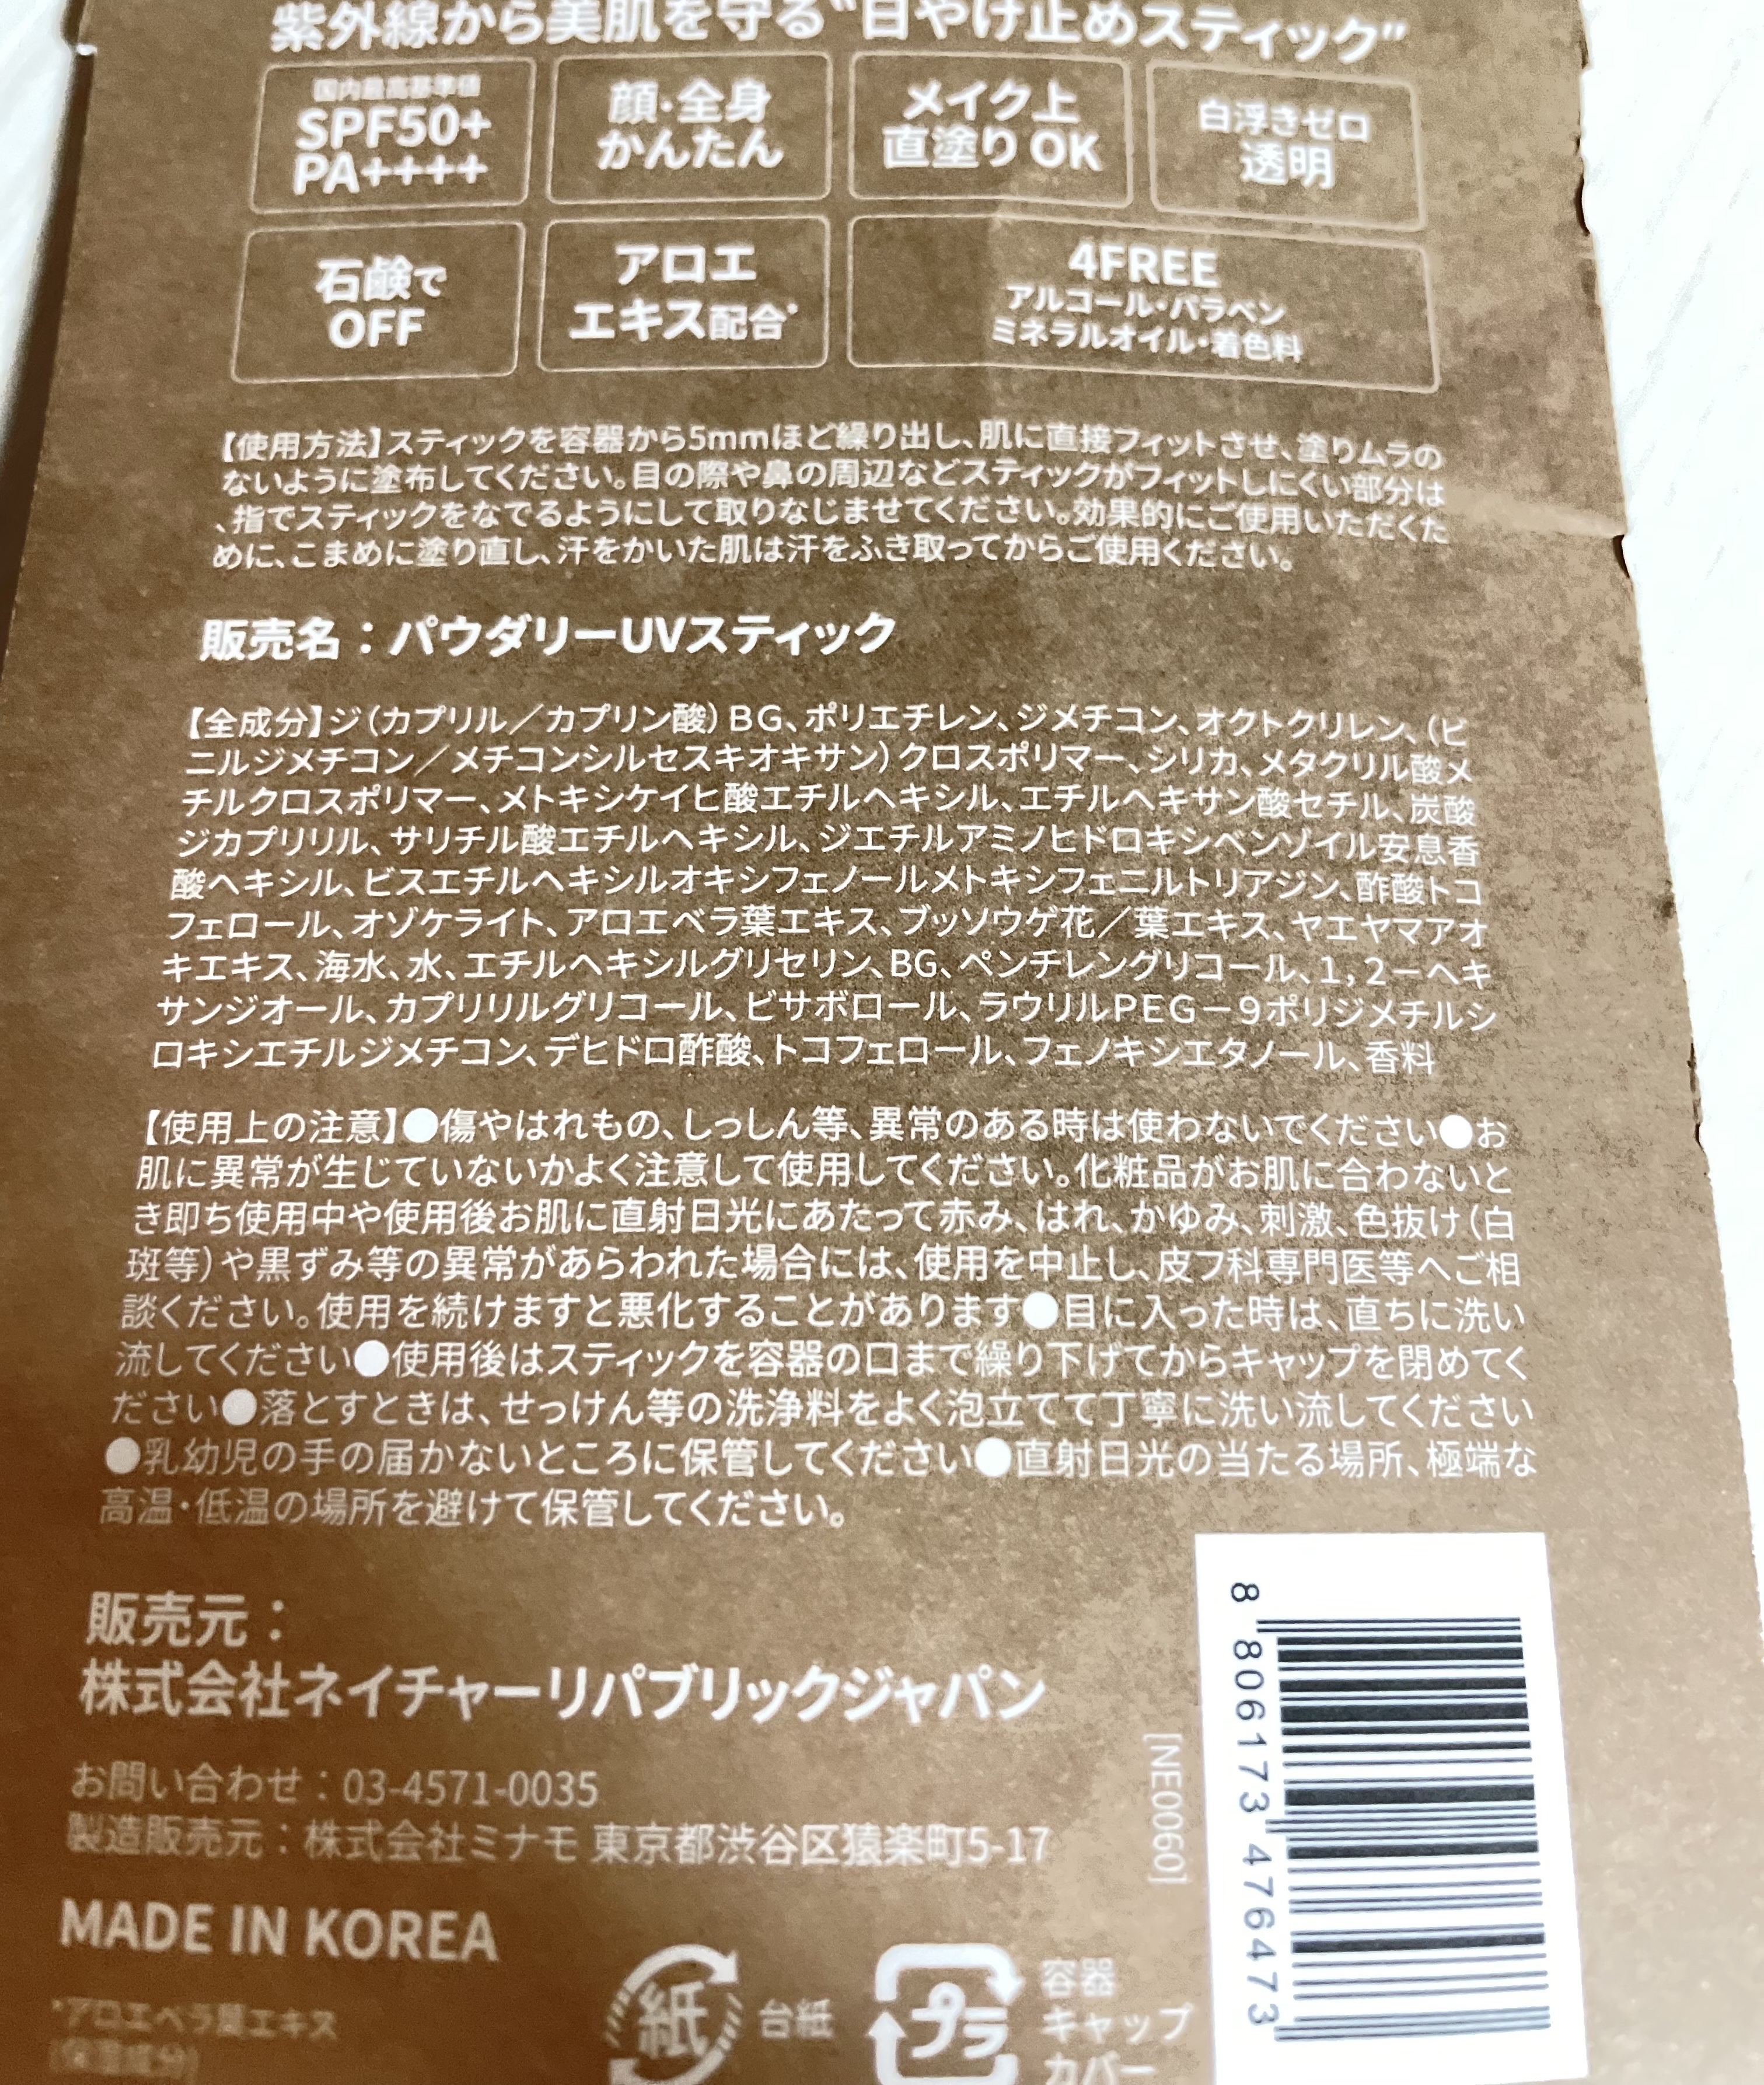 紫外線から美肌を守る"日やけ止めスティック"
国内最高基準値
SPF50+
PA++++
顔・全身
かんたん
メイク上
直塗りOK
白浮きゼロ
透明
石鹸で
OFF
アロエ
エキス配合*
4FREE
アルコール・パラベン
ミネラルオイル・着色料
【使用方法】スティックを容器から5mmほど繰り出し、肌に直接フィットさせ、塗りムラの
ないように塗布してください。目の際や鼻の周辺などスティックがフィットしにくい部分は
、指でスティックをなでるようにして取りなじませてください。効果的にご使用いただくた
めに、こまめに塗り直し、汗をかいた肌は汗をふき取ってからご使用ください。
販売名：パウダリーUVスティック
【全成分】ジ（カプリル／カプリン酸）BG、ポリエチレン、ジメチコン、オクトクリレン、（ビ
ニルジメチコン／メチコンシルセスキオキサン）クロスポリマー、シリカ、メタクリル酸メ
チルクロスポリマー、メトキシケイヒ酸エチルヘキシル、エチルヘキサン酸セチル、炭酸
ジカプリリル、サリチル酸エチルヘキシル、ジエチルアミノヒドロキシベンゾイル安息香
酸ヘキシル、ビスエチルヘキシルオキシフェノールメトキシフェニルトリアジン、酢酸トコ
フェロール、オゾケライト、アロエベラ葉エキス、ブッソウゲ花／葉エキス、ヤエヤマアオ
キエキス、海水、水、エチルヘキシルグリセリン、BG、ペンチレングリコール、1，2－ヘキ
サンジオール、カプリリルグリコール、ビサボロール、ラウリルPEG－9ポリジメチルシ
ロキシエチルジメチコン、デヒドロ酢酸、トコフェロール、フェノキシエタノール、香料
【使用上の注意】●傷やはれもの、しっしん等、異常のある時は使わないでください●お
肌に異常が生じていないかよく注意して使用してください。化粧品がお肌に合わないと
き即ち使用中や使用後お肌に直射日光にあたって赤み、はれ、かゆみ、刺激、色抜け（白
斑等）や黒ずみ等の異常があらわれた場合には、使用を中止し、皮フ科専門医等へご相
談ください。使用を続けますと悪化することがあります●目に入った時は、直ちに洗い
流してください●使用後はスティックを容器の口まで繰り下げてからキャップを閉めてく
ださい●落とすときは、せっけん等の洗浄料をよく泡立てて丁寧に洗い流してください
●乳幼児の手の届かないところに保管してください●直射日光の当たる場所、極端な
高温・低温の場所を避けて保管してください。
販売元：
株式会社ネイチャーリパブリックジャパン
お問い合わせ：03-4571-0035
製造販売元：株式会社ミナモ 東京都渋谷区猿楽町5-17
MADE IN KOREA
*アロエベラ葉エキス
(保湿成分)
紙
台紙
プラ
容器
キャップ
カバー
[NE0060]
8 806173 476473